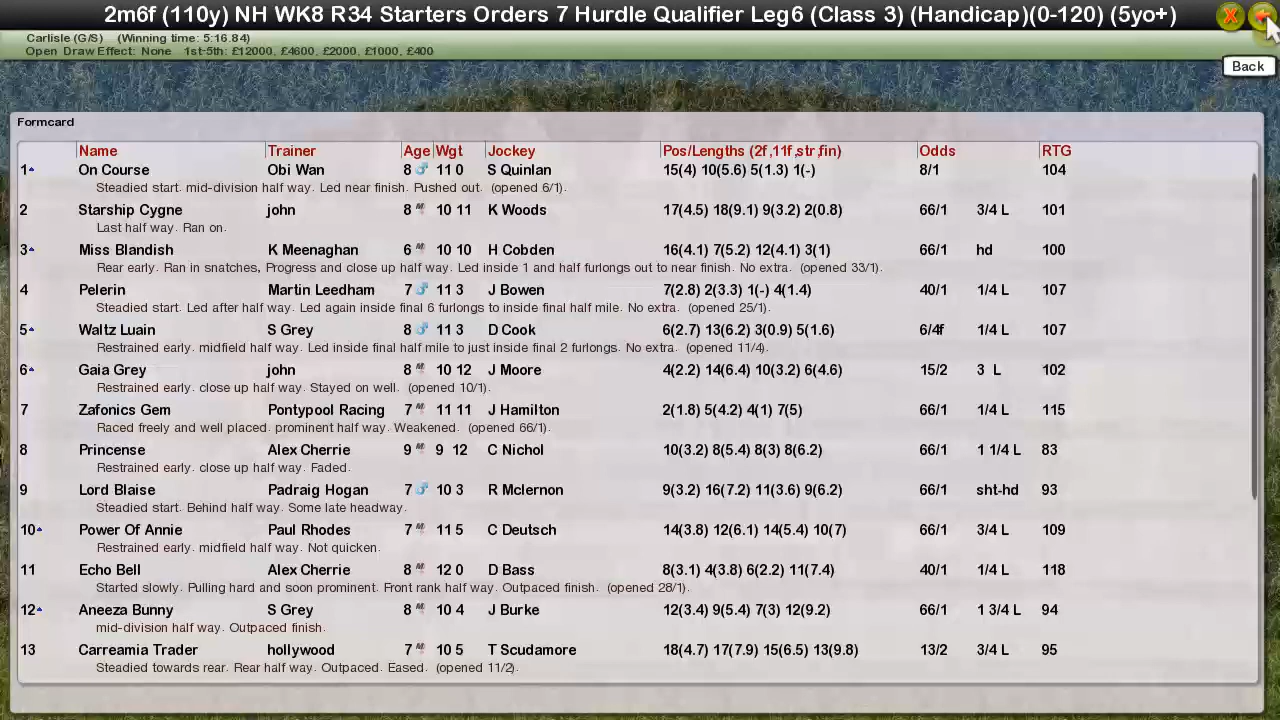 2m6f (110y) NH WK8 R34 Starters Orders 7 Hurdle Qualifier Leg6 (Class 3) (Handicap)(0-120) (5yo+)
Carlisle (G/S) (Winning time: 5:16.84)
Open Draw Effect: None 1st-5th: £12000, £4600, £2000, £1000, £400
Back
Formcard
Name Trainer Age Wgt Jockey Pos/Lengths (2f,11f,str,fin) Odds RTG
1 On Course Obi Wan 8 11 0 S Quinlan 15(4) 10(5.6) 5(1.3) 1(-) 8/1 104
Steadied start. mid-division half way. Led near finish. Pushed out. (opened 6/1).
2 Starship Cygne john 8 10 11 K Woods 17(4.5) 18(9.1) 9(3.2) 2(0.8) 66/1 3/4 L 101
Last half way. Ran on.
3 Miss Blandish K Meenaghan 6 10 10 H Cobden 16(4.1) 7(5.2) 12(4.1) 3(1) 66/1 hd 100
Rear early. Ran in snatches, Progress and close up half way. Led inside 1 and half furlongs out to near finish. No extra. (opened 33/1).
4 Pelerin Martin Leedham 7 11 3 J Bowen 7(2.8) 2(3.3) 1(-) 4(1.4) 40/1 1/4 L 107
Steadied start. Led after half way. Led again inside final 6 furlongs to inside final half mile. No extra. (opened 25/1).
5 Waltz Luain S Grey 8 11 3 D Cook 6(2.7) 13(6.2) 3(0.9) 5(1.6) 6/4f 1/4 L 107
Restrained early. midfield half way. Led inside final half mile to just inside final 2 furlongs. No extra. (opened 11/4).
6 Gaia Grey john 8 10 12 J Moore 4(2.2) 14(6.4) 10(3.2) 6(4.6) 15/2 3 L 102
Restrained early. close up half way. Stayed on well. (opened 10/1).
7 Zafonics Gem Pontypool Racing 7 11 11 J Hamilton 2(1.8) 5(4.2) 4(1) 7(5) 66/1 1/4 L 115
Raced freely and well placed. prominent half way. Weakened. (opened 66/1).
8 Princense Alex Cherrie 9 9 12 C Nichol 10(3.2) 8(5.4) 8(3) 8(6.2) 66/1 1 1/4 L 83
Restrained early. close up half way. Faded.
9 Lord Blaise Padraig Hogan 7 10 3 R Mclernon 9(3.2) 16(7.2) 11(3.6) 9(6.2) 66/1 sht-hd 93
Steadied start. Behind half way. Some late headway.
10 Power Of Annie Paul Rhodes 7 11 5 C Deutsch 14(3.8) 12(6.1) 14(5.4) 10(7) 66/1 3/4 L 109
Restrained early. midfield half way. Not quicken.
11 Echo Bell Alex Cherrie 8 12 0 D Bass 8(3.1) 4(3.8) 6(2.2) 11(7.4) 40/1 1/4 L 118
Started slowly. Pulling hard and soon prominent. Front rank half way. Outpaced finish. (opened 28/1).
12 Aneeza Bunny S Grey 8 10 4 J Burke 12(3.4) 9(5.4) 7(3) 12(9.2) 66/1 1 3/4 L 94
mid-division half way. Outpaced finish.
13 Carreamia Trader hollywood 7 10 5 T Scudamore 18(4.7) 17(7.9) 15(6.5) 13(9.8) 13/2 3/4 L 95
Steadied towards rear. Rear half way. Outpaced. Eased. (opened 11/2).